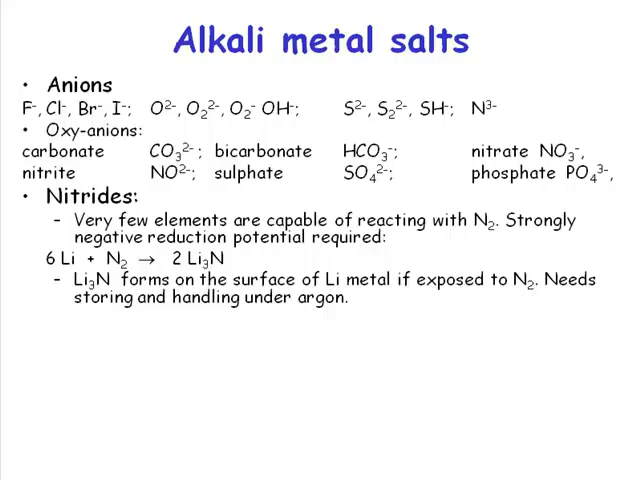 Alkali metal salts
• Anions
F⁻, Cl⁻, Br⁻, I⁻; O²⁻, O₂²⁻, O₂⁻ OH⁻; S²⁻, S₂²⁻, SH⁻; N³⁻
• Oxy-anions:
carbonate CO₃²⁻; bicarbonate HCO₃⁻; nitrate NO₃⁻,
nitrite NO²⁻; sulphate SO₄²⁻; phosphate PO₄³⁻,
• Nitrides:
– Very few elements are capable of reacting with N₂. Strongly
negative reduction potential required:
6 Li + N₂ → 2 Li₃N
– Li₃N forms on the surface of Li metal if exposed to N₂. Needs
storing and handling under argon.